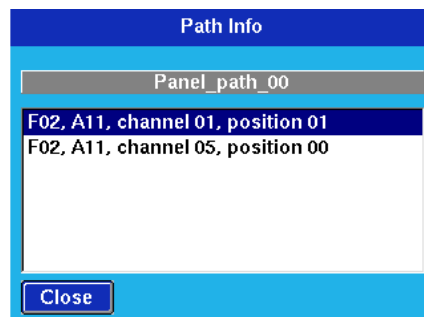 Path Info
Panel_path_00
F02, A11, channel 01, position 01
F02, A11, channel 05, position 00
Close